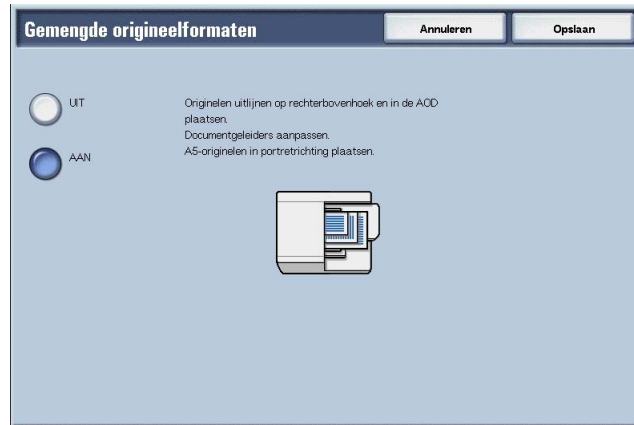 Gemengde origineelformaten
Annuleren
Opslaan
UIT
Originelen uitlijnen op rechterbovenhoek en in de AOD
plaatsen.
Documentgeleiders aanpassen.
AAN
A5-originelen in portretrichting plaatsen.